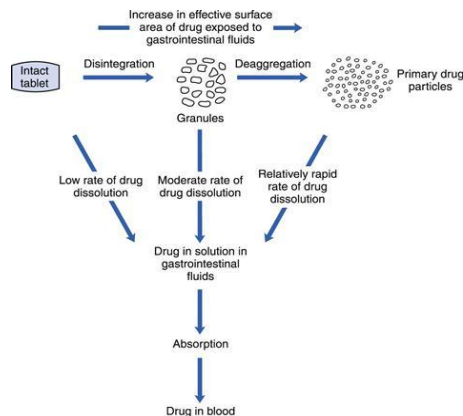 Increase in effective surface
area of drug exposed to
gastrointestinal fluids
Intact
tablet
Disintegration
Deaggregation
Granules
Primary drug
particles
Low rate of drug
dissolution
Moderate rate of
drug dissolution
Relatively rapid
rate of drug
dissolution
Drug in solution in
gastrointestinal
fluids
Absorption
Drug in blood